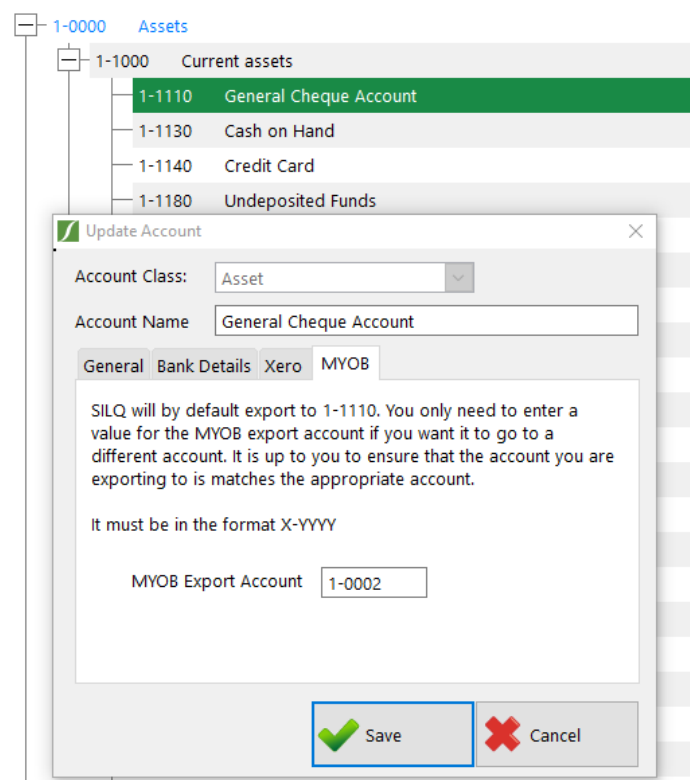 1-0000 Assets
1-1000 Current assets
1-1110 General Cheque Account
1-1130 Cash on Hand
1-1140 Credit Card
1-1180 Undeposited Funds
Update Account
Account Class: Asset
Account Name General Cheque Account
General Bank Details Xero MYOB
SILQ will by default export to 1-1110. You only need to enter a
value for the MYOB export account if you want it to go to a
different account. It is up to you to ensure that the account you are
exporting to is matches the appropriate account.
It must be in the format X-YYYY
MYOB Export Account 1-0002
Save Cancel